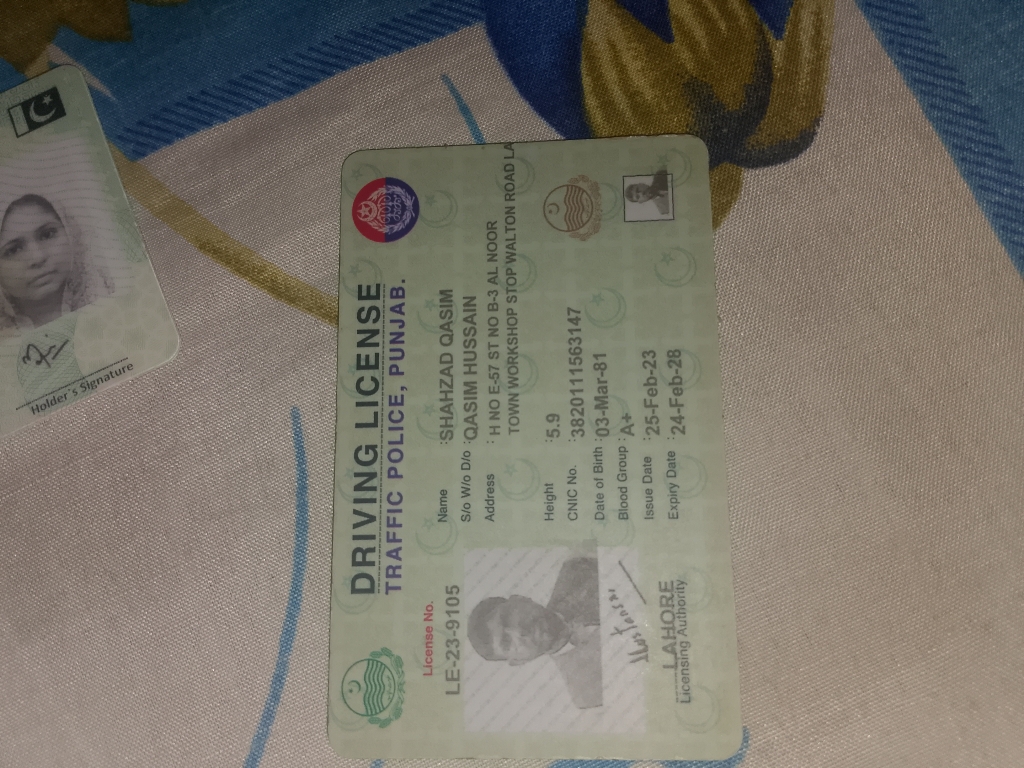 DRIVING LICENSE
TRAFFIC POLICE, PUNJAB.
License No.
LE-23-9105
Name :SHAHZAD QASIM
S/o W/o D/o :QASIM HUSSAIN
Address : H NO E-57 ST NO B-3 AL NOOR
TOWN WORKSHOP STOP WALTON ROAD LA
Height :5.9
CNIC No. :3820111563147
Date of Birth :03-Mar-81
Blood Group :A+
Issue Date :25-Feb-23
Expiry Date :24-Feb-28
LAHORE
Licensing Authority
Holder's Signature